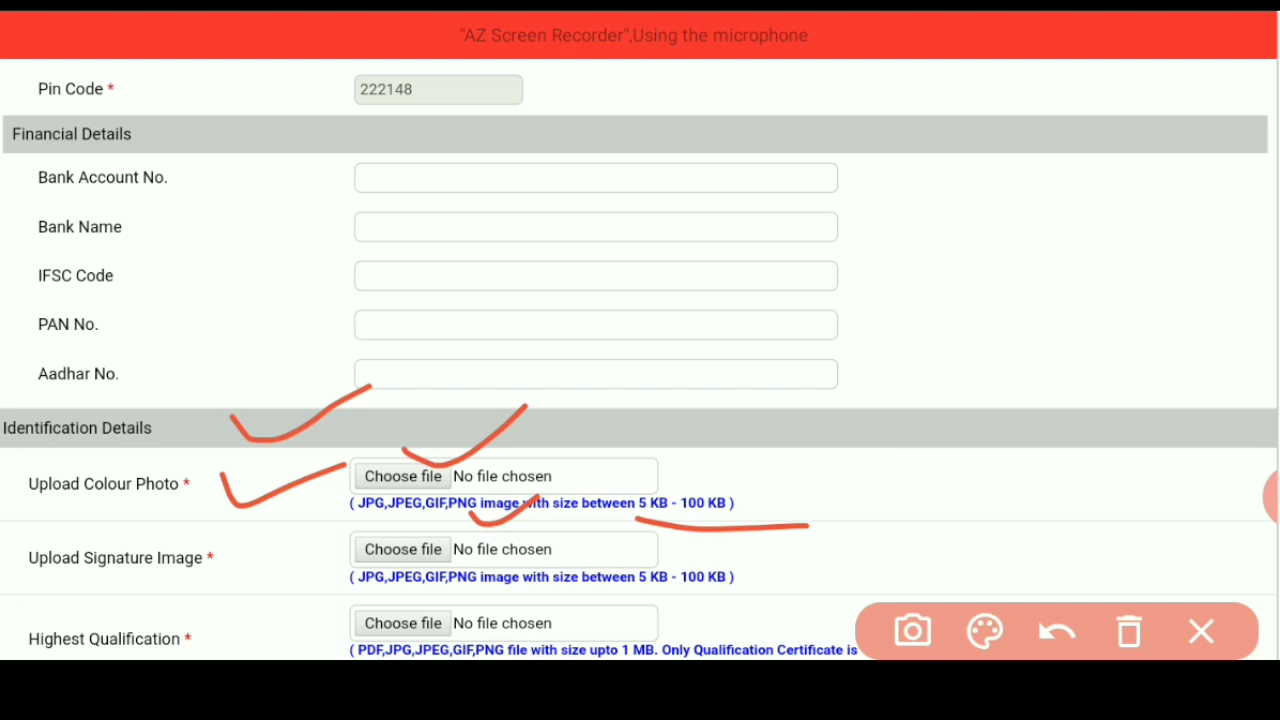 "AZ Screen Recorder",Using the microphone
Pin Code * 222148
Financial Details
Bank Account No.
Bank Name
IFSC Code
PAN No.
Aadhar No.
Identification Details
Upload Colour Photo * Choose file No file chosen
( JPG,JPEG,GIF,PNG image with size between 5 KB - 100 KB )
Upload Signature Image * Choose file No file chosen
( JPG,JPEG,GIF,PNG image with size between 5 KB - 100 KB )
Highest Qualification * Choose file No file chosen
( PDF,JPG,JPEG,GIF,PNG file with size upto 1 MB. Only Qualification Certificate is